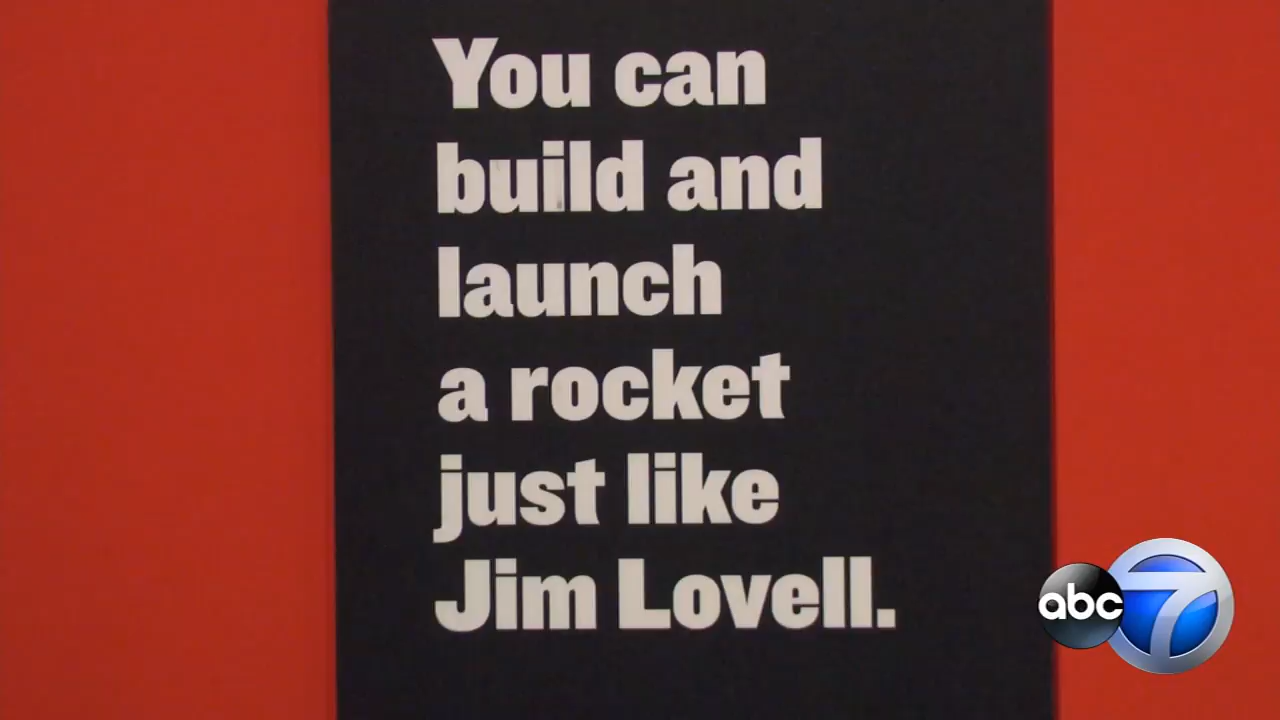 You can
build and
launch
a rocket
just like
Jim Lovell.
abc 7